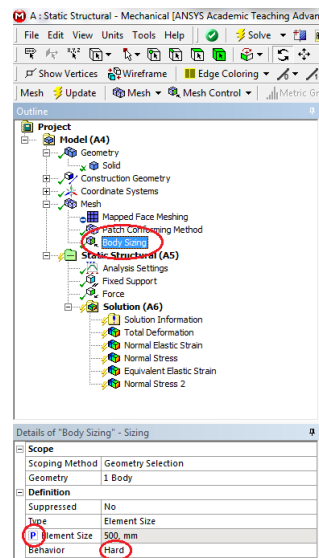 A : Static Structural - Mechanical [ANSYS Academic Teaching Advan
File Edit View Units Tools Help Solve
Show Vertices Wireframe Edge Coloring
Mesh Update Mesh Mesh Control Metric Gr
Outline
Project
Model (A4)
Geometry
Solid
Construction Geometry
Coordinate Systems
Mesh
Mapped Face Meshing
Patch Conforming Method
Body Sizing
Static Structural (A5)
Analysis Settings
Fixed Support
Force
Solution (A6)
Solution Information
Total Deformation
Normal Elastic Strain
Normal Stress
Equivalent Elastic Strain
Normal Stress 2
Details of "Body Sizing" - Sizing
Scope
Scoping Method Geometry Selection
Geometry 1 Body
Definition
Suppressed No
Type Element Size
P Element Size 500, mm
Behavior Hard